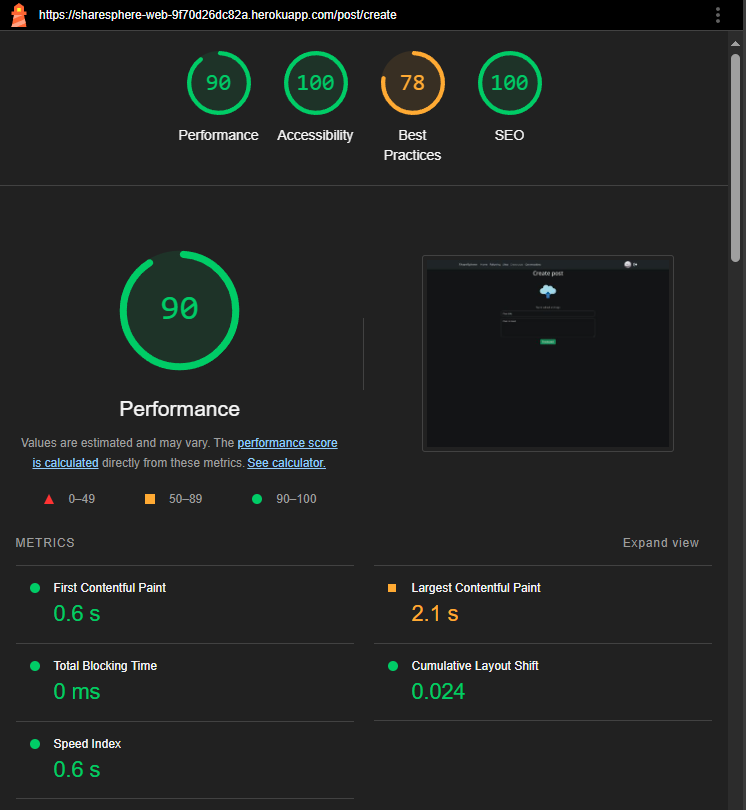 https://sharesphere-web-9f70d26dc82a.herokuapp.com/post/create
90
100
78
100
Performance
Accessibility
Best
Practices
SEO
90
Create post
Performance
Values are estimated and may vary. The performance score
is calculated directly from these metrics. See calculator.
0–49
50–89
90–100
METRICS
Expand view
First Contentful Paint
0.6 s
Largest Contentful Paint
2.1 s
Total Blocking Time
0 ms
Cumulative Layout Shift
0.024
Speed Index
0.6 s